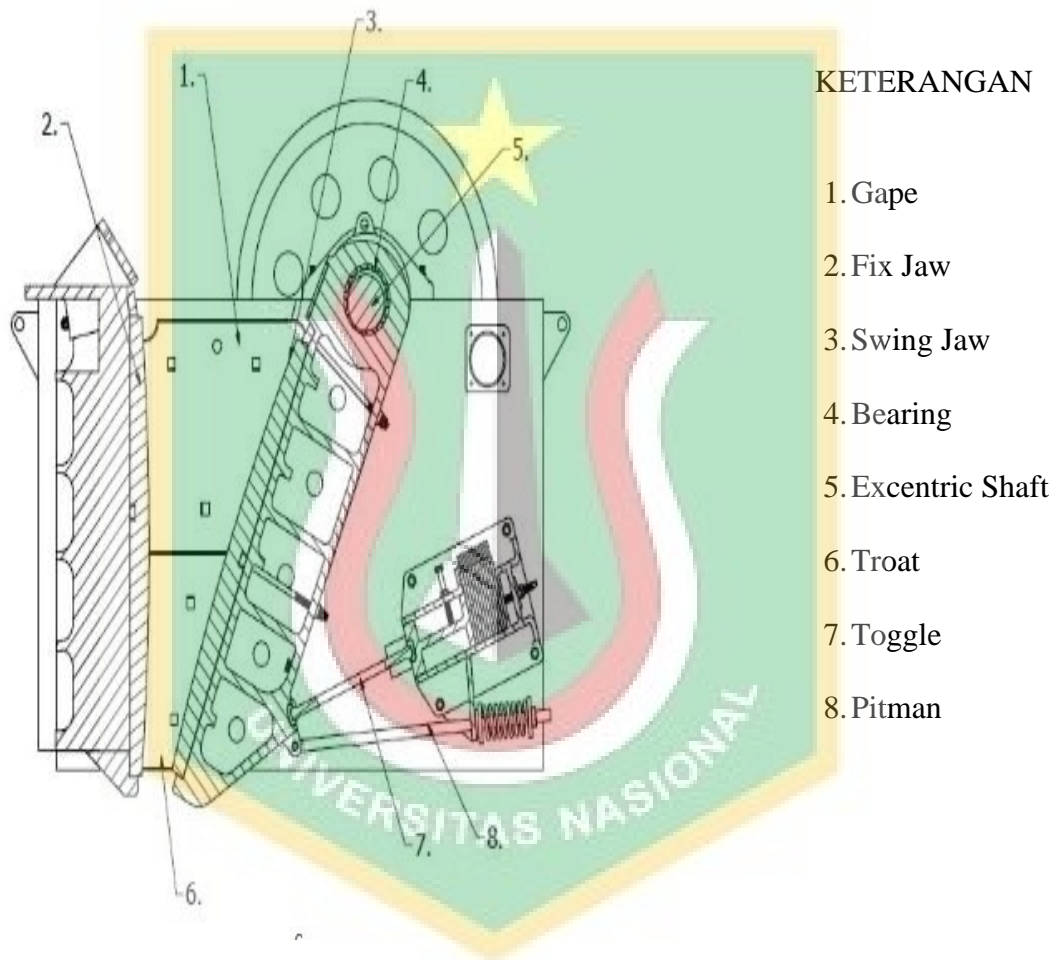 3.
1.
4.
2.
5.
KETERANGAN
1. Gape
2. Fix Jaw
3. Swing Jaw
4. Bearing
5. Excentric Shaft
6. Troat
7. Toggle
8. Pitman
7.
8.
6.
UNIVERSITAS NASIONAL